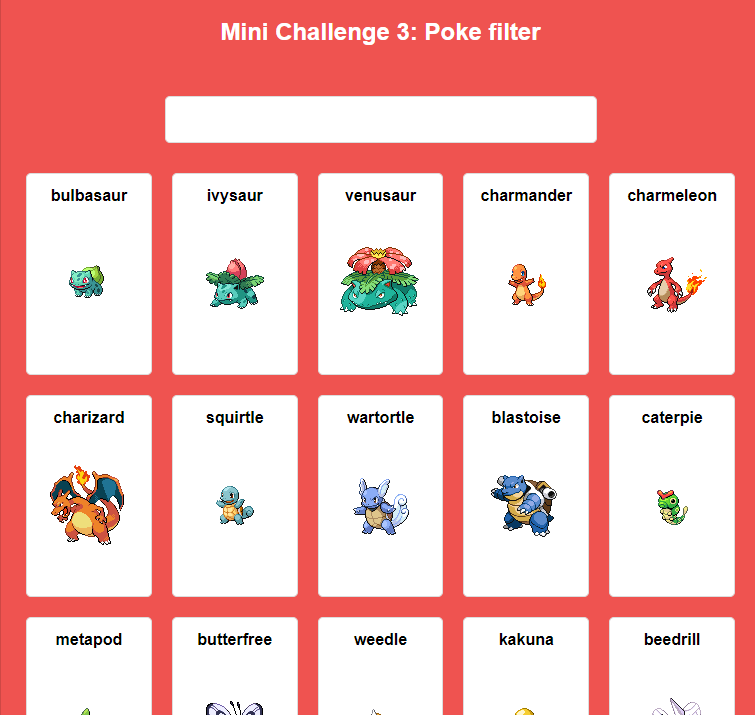 Mini Challenge 3: Poke filter
bulbasaur
ivysaur
venusaur
charmander
charmeleon
charizard
squirtle
wartortle
blastoise
caterpie
metapod
butterfree
weedle
kakuna
beedrill